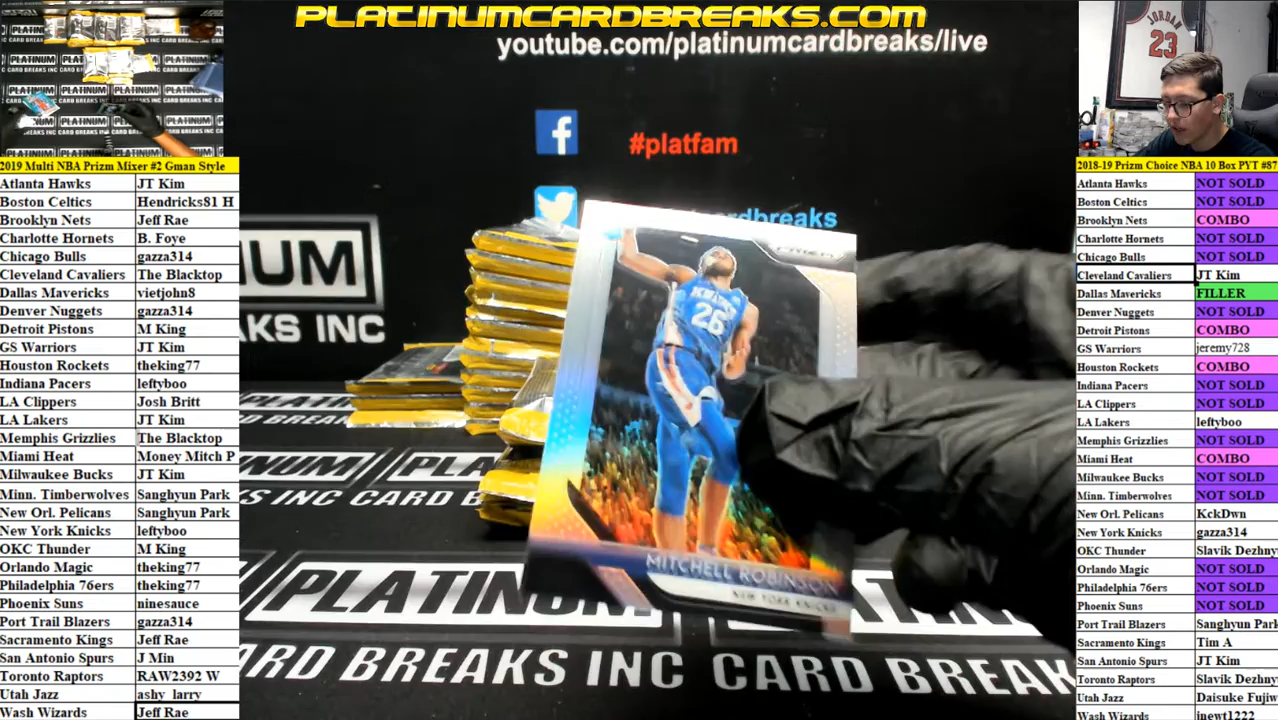 PLATINUMCARDBREAKS.COM
youtube.com/platinumcardbreaks/live
#platfam
cardbreaks
JORDAN
23
PLATINUM
CARD BREAKS INC
2019 Multi NBA Prizm Mixer #2 Gman Style
Atlanta Hawks JT Kim
Boston Celtics Hendricks81 H
Brooklyn Nets Jeff Rae
Charlotte Hornets B. Foye
Chicago Bulls gazza314
Cleveland Cavaliers The Blacktop
Dallas Mavericks vietjohn8
Denver Nuggets gazza314
Detroit Pistons M King
GS Warriors JT Kim
Houston Rockets theking77
Indiana Pacers leftyboo
LA Clippers Josh Britt
LA Lakers JT Kim
Memphis Grizzlies The Blacktop
Miami Heat Money Mitch P
Milwaukee Bucks JT Kim
Minn. Timberwolves Sanghyun Park
New Orl. Pelicans Sanghyun Park
New York Knicks leftyboo
OKC Thunder M King
Orlando Magic theking77
Philadelphia 76ers theking77
Phoenix Suns ninesauce
Port Trail Blazers gazza314
Sacramento Kings Jeff Rae
San Antonio Spurs J Min
Toronto Raptors RAW2392 W
Utah Jazz ashy_larry
Wash Wizards Jeff Rae
NUM
BREAKS INC
PRIZM
26
MITCHELL ROBINSON
NEW YORK KNICKS
PLATINUM
CARD BREAKS INC CARD BREAK
2018-19 Prizm Choice NBA 10 Box PYT #87
Atlanta Hawks NOT SOLD
Boston Celtics NOT SOLD
Brooklyn Nets COMBO
Charlotte Hornets NOT SOLD
Chicago Bulls NOT SOLD
Cleveland Cavaliers JT Kim
Dallas Mavericks FILLER
Denver Nuggets NOT SOLD
Detroit Pistons COMBO
GS Warriors jeremy728
Houston Rockets COMBO
Indiana Pacers NOT SOLD
LA Clippers NOT SOLD
LA Lakers leftyboo
Memphis Grizzlies NOT SOLD
Miami Heat COMBO
Milwaukee Bucks NOT SOLD
Minn. Timberwolves NOT SOLD
New Orl. Pelicans KckDwn
New York Knicks gazza314
OKC Thunder Slavik Dezhny
Orlando Magic NOT SOLD
Philadelphia 76ers NOT SOLD
Phoenix Suns NOT SOLD
Port Trail Blazers Sanghyun Park
Sacramento Kings Tim A
San Antonio Spurs JT Kim
Toronto Raptors Slavik Dezhny
Utah Jazz Daisuke Fujiw
Wash Wizards jnewt1222